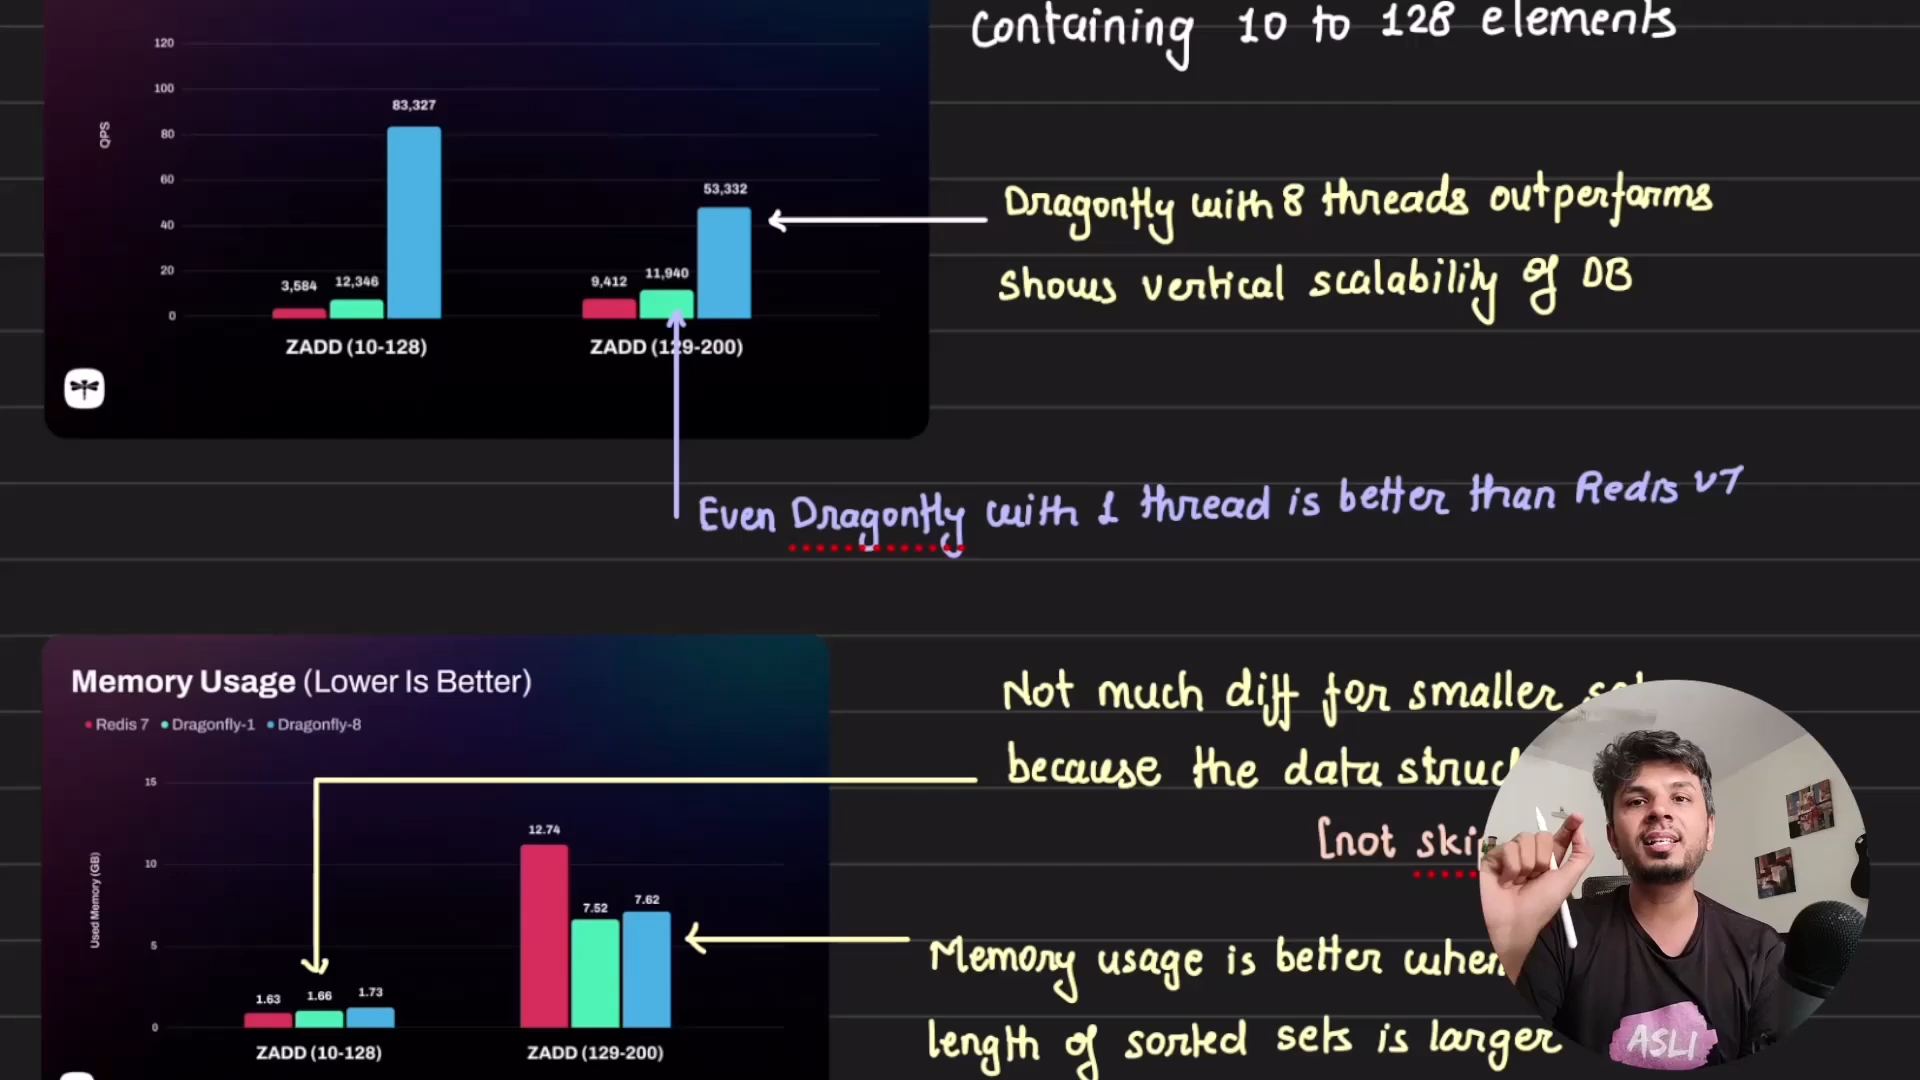 containing 10 to 128 elements
120
100
80
60
40
20
0
QPS
3,584
12,346
83,327
9,412
11,940
53,332
ZADD (10-128)
ZADD (129-200)
Dragonfly with 8 threads outperforms
shows vertical scalability of DB
Even Dragonfly with 1 thread is better than Redis v7
Memory Usage (Lower Is Better)
Redis 7 Dragonfly-1 Dragonfly-8
15
10
5
0
Used Memory (GB)
1.63
1.66
1.73
12.74
7.52
7.62
ZADD (10-128)
ZADD (129-200)
Not much diff for smaller
because the data
[not
Memory usage is better when
length of sorted sets is larger
ASLI